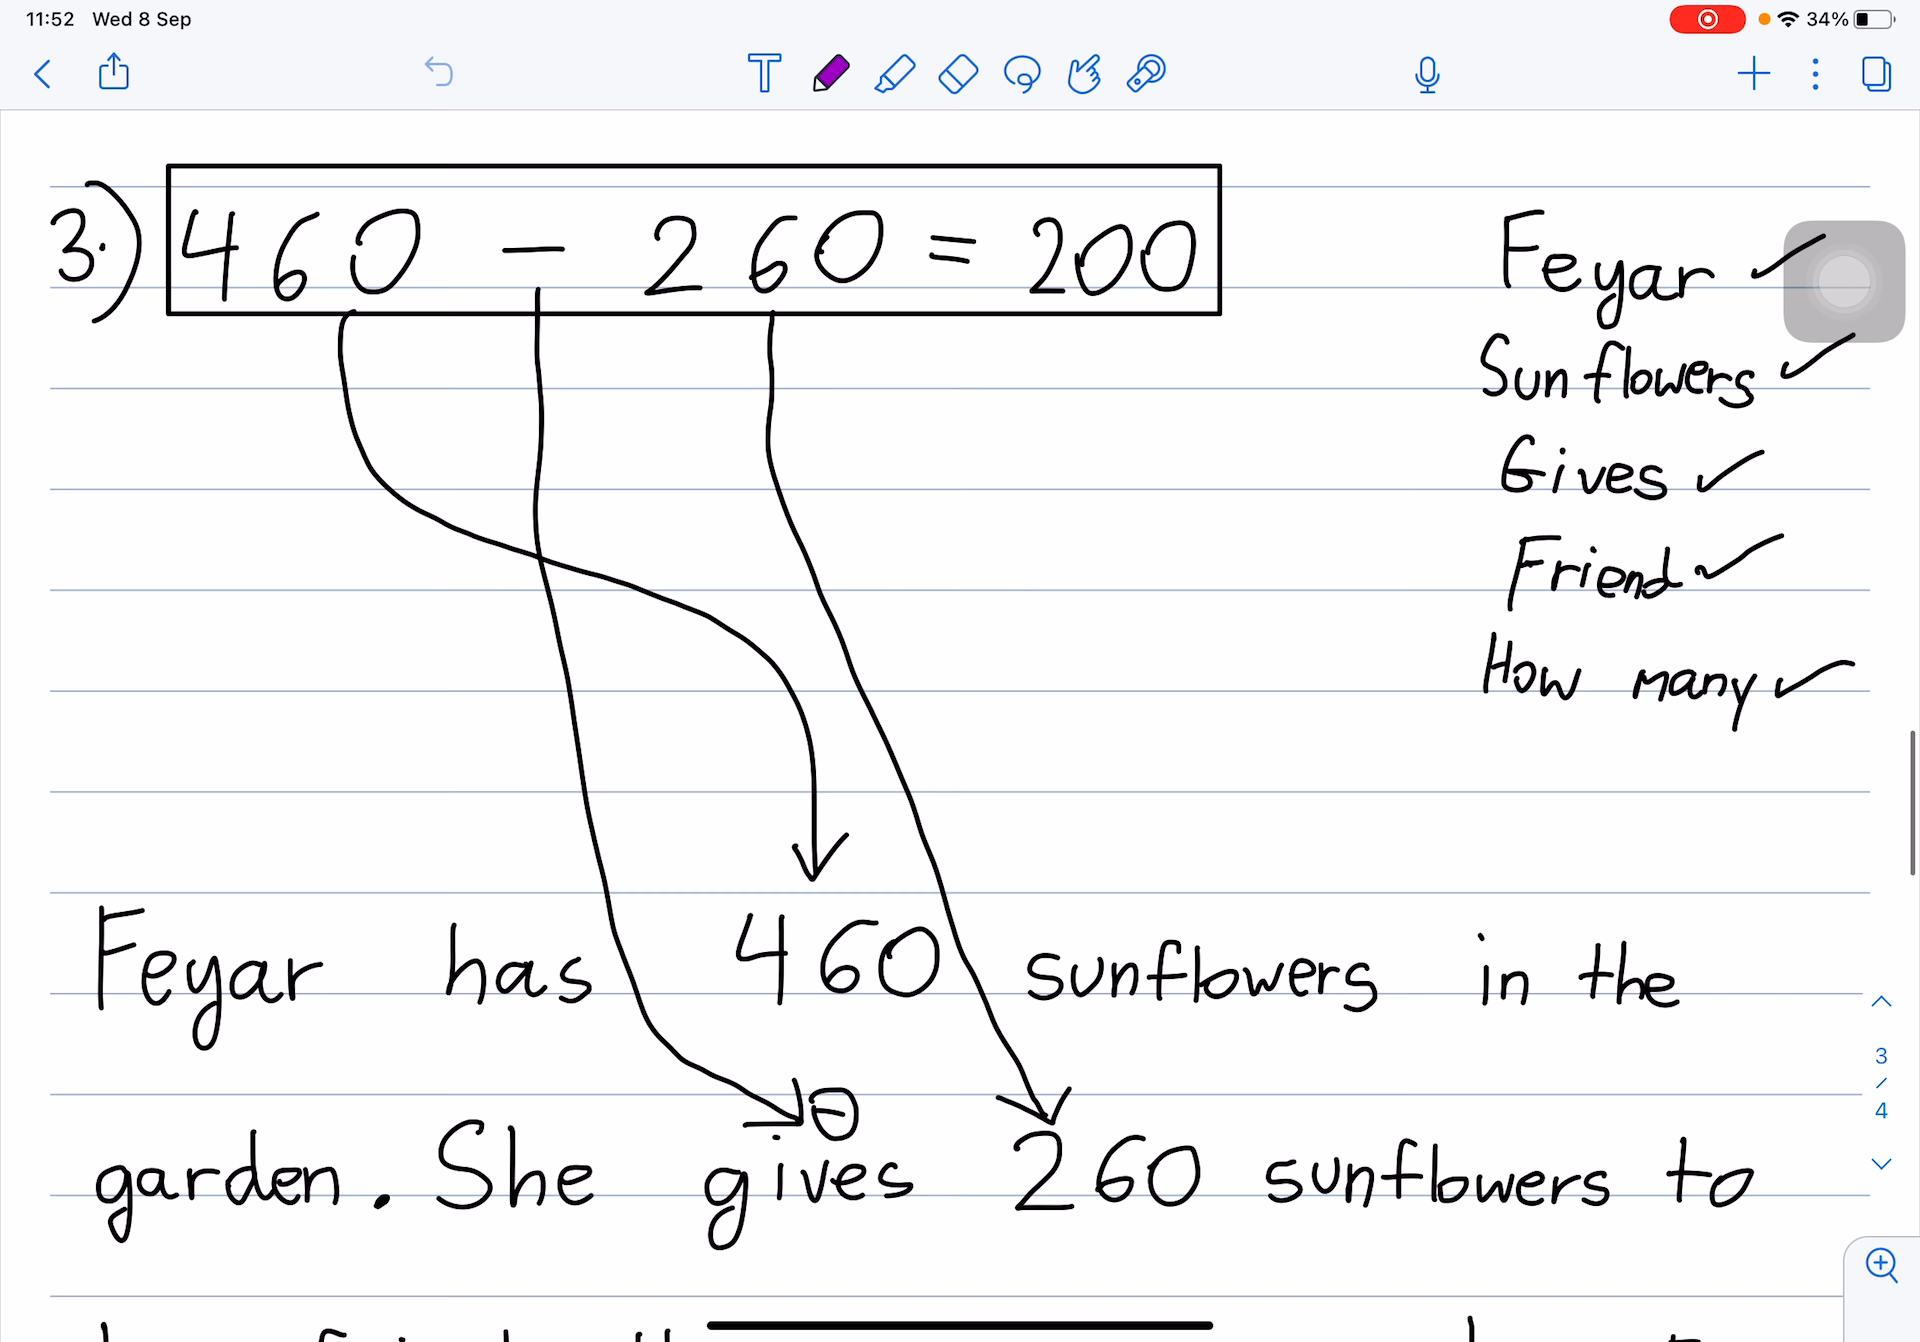 11:52 Wed 8 Sep
34%
3.) 460 - 260 = 200
Feyar ✓
Sunflowers ✓
Gives ✓
Friend ✓
How many ✓
Feyar has 460 sunflowers in the
garden. She gives 260 sunflowers to
3
/
4